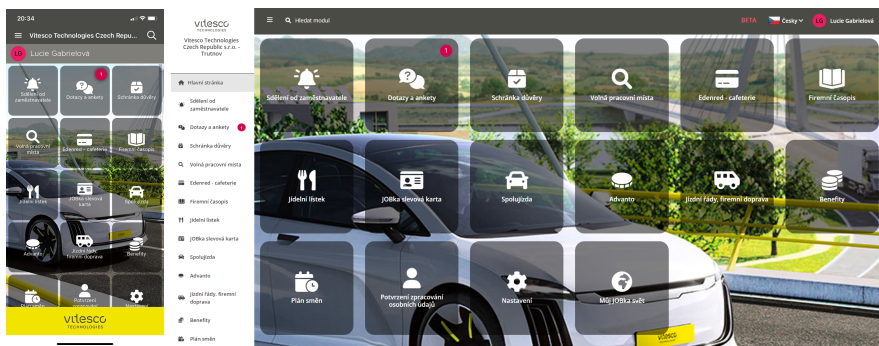 20:34
Vitesco Technologies Czech Repu...
LG Lucie Gabrielová
Sdělení od
zaměstnavatele
1
Dotazy a ankety
Schránka důvěry
Volná pracovní
místa
Edenred - cafeterie
Firemní časopis
Jídelní lístek
JOBka slevová
karta
Spolujízda
Advanto
Jízdní řády,
firemní doprava
Benefity
Plán směn
Potvrzení
zpracování
Nastavení
vitesco
TECHNOLOGIES
vitesco
TECHNOLOGIES
Vitesco Technologies
Czech Republic s.r.o. -
Trutnov
Hlavní stránka
Sdělení od
zaměstnavatele
Dotazy a ankety 1
Schránka důvěry
Volná pracovní místa
Edenred - cafeterie
Firemní časopis
Jídelní lístek
JOBka slevová karta
Spolujízda
Advanto
Jízdní řády, firemní
doprava
Benefity
Plán směn
Hledat modul
BETA
Česky
LG Lucie Gabrielová
Sdělení od zaměstnavatele
1
Dotazy a ankety
Schránka důvěry
Volná pracovní místa
Edenred - cafeterie
Firemní časopis
Jídelní lístek
JOBka slevová karta
Spolujízda
Advanto
Jízdní řády, firemní doprava
Benefity
Plán směn
Potvrzení zpracování
osobních údajů
Nastavení
Můj JOBka svět
vitesco